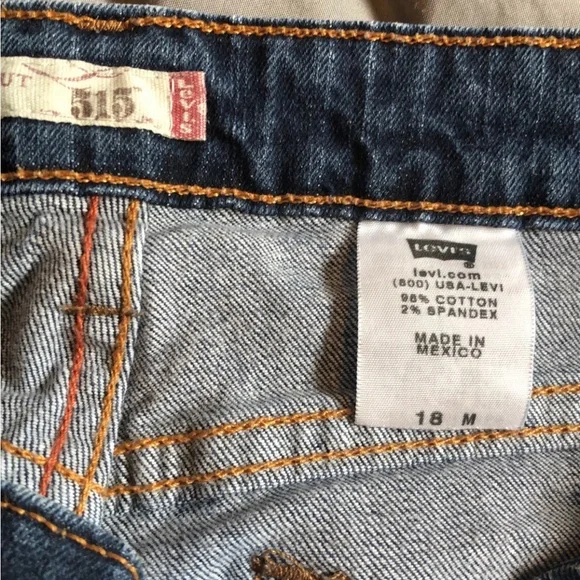 UT
515
Levi's
Levi's
levi.com
(800) USA-LEVI
98% COTTON
2% SPANDEX
MADE IN
MEXICO
18 M